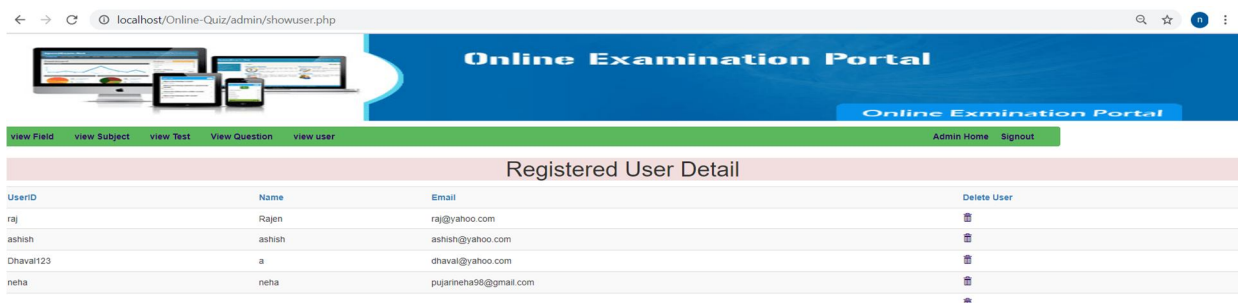 localhost/Online-Quiz/admin/showuser.php n
Online Examination Portal
Online Exmination Portal
view Field view Subject view Test View Question view user Admin Home Signout
Registered User Detail
UserID Name Email Delete User
raj Rajen raj@yahoo.com
ashish ashish ashish@yahoo.com
Dhaval123 a dhaval@yahoo.com
neha neha pujarineha98@gmail.com